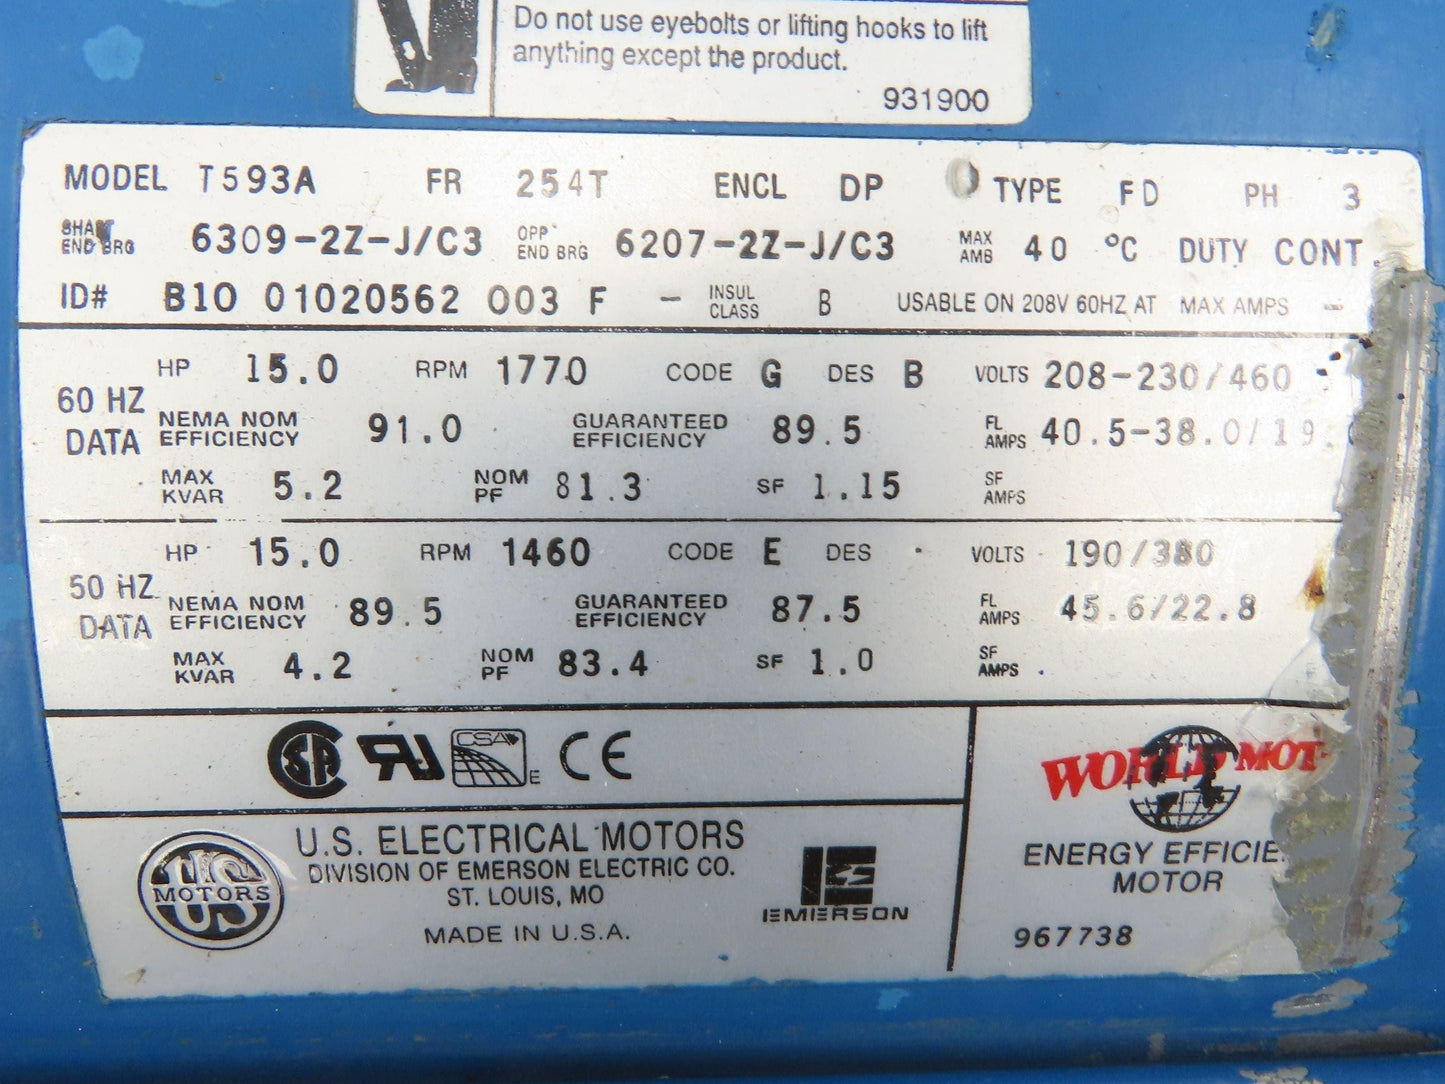 Do not use eyebolts or lifting hooks to lift
anything except the product.
931900
MODEL T593A FR 254T ENCL DP TYPE FD PH 3
SHAFT END BRG 6309-2Z-J/C3 OPP END BRG 6207-2Z-J/C3 MAX AMB 40 °C DUTY CONT.
ID# B10 01020562 003 F - INSUL CLASS B USABLE ON 208V 60HZ AT MAX AMPS -
60 HZ DATA
HP 15.0 RPM 1770 CODE G DES B VOLTS 208-230/460
NEMA NOM EFFICIENCY 91.0 GUARANTEED EFFICIENCY 89.5 FL AMPS 40.5-38.0/19.
MAX KVAR 5.2 NOM PF 81.3 SF 1.15 SF AMPS
50 HZ DATA
HP 15.0 RPM 1460 CODE E DES VOLTS 190/380
NEMA NOM EFFICIENCY 89.5 GUARANTEED EFFICIENCY 87.5 FL AMPS 45.6/22.8
MAX KVAR 4.2 NOM PF 83.4 SF 1.0 SF AMPS
CSA E CE
WORLD MOT
ENERGY EFFICIE
MOTOR
967738
US MOTORS
U.S. ELECTRICAL MOTORS
DIVISION OF EMERSON ELECTRIC CO.
ST. LOUIS, MO
MADE IN U.S.A.
EMERSON